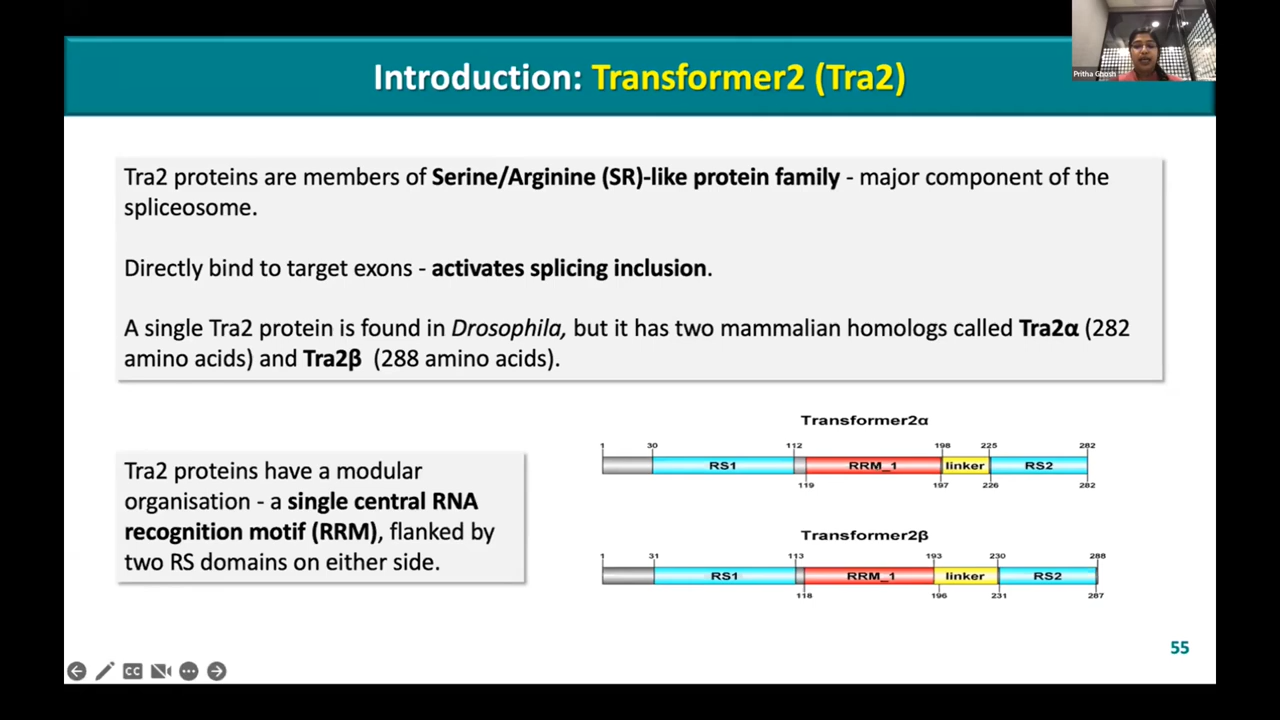 Introduction: Transformer2 (Tra2)
Pritha Ghosh
Tra2 proteins are members of Serine/Arginine (SR)-like protein family - major component of the
spliceosome.
Directly bind to target exons - activates splicing inclusion.
A single Tra2 protein is found in Drosophila, but it has two mammalian homologs called Tra2α (282
amino acids) and Tra2β (288 amino acids).
Tra2 proteins have a modular
organisation - a single central RNA
recognition motif (RRM), flanked by
two RS domains on either side.
Transformer2α
1 30 112 198 225 282
RS1 RRM_1 linker RS2
119 197 226 282
Transformer2β
1 31 113 193 230 288
RS1 RRM_1 linker RS2
118 196 231 287
55
CC